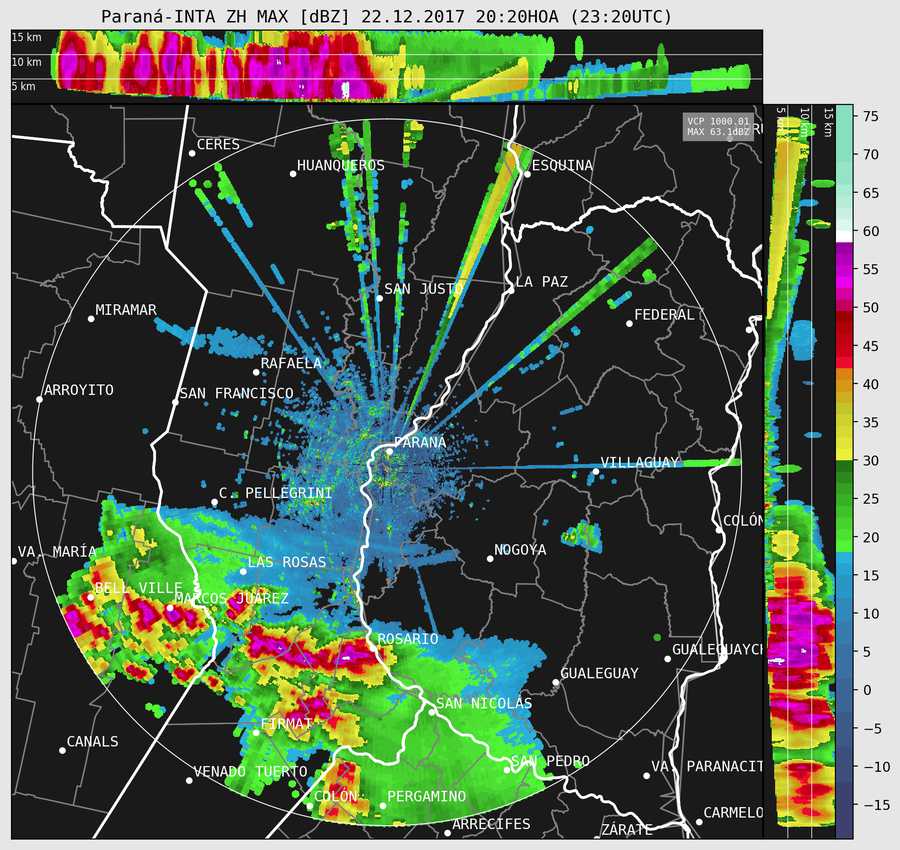 Paraná-INTA ZH MAX [dBZ] 22.12.2017 20:20HOA (23:20UTC)
15 km
10 km
5 km
5 km
10 km
15 km
VCP 1000.01
MAX 63.1dBZ
CERES
HUANQUEROS
ESQUINA
SAN JUSTO
LA PAZ
MIRAMAR
FEDERAL
RAFAELA
ARROYITO
SAN FRANCISCO
PARANÁ
VILLAGUAY
C. PELLEGRINI
COLÓN
VA. MARÍA
NOGOYA
LAS ROSAS
BELL VILLE
MARCOS JUÁREZ
ROSARIO
GUALEGUAYCH
GUALEGUAY
SAN NICOLÁS
FIRMAT
CANALS
VENADO TUERTO
SAN PEDRO
VA. PARANACIT
COLÓN
PERGAMINO
ARRECIFES
CARMELO
ZÁRATE
75
70
65
60
55
50
45
40
35
30
25
20
15
10
5
0
−5
−10
−15